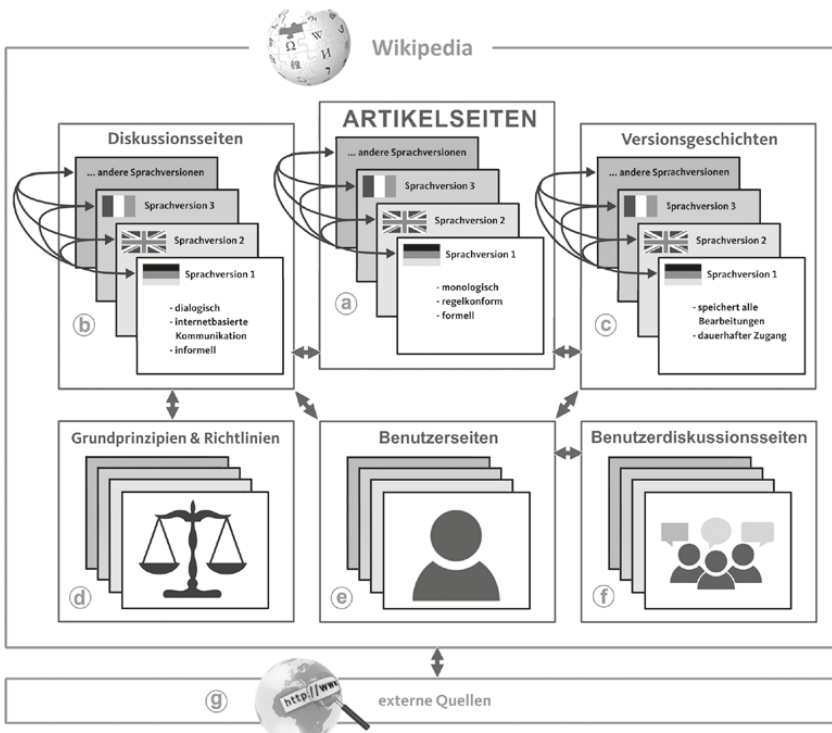 Wikipedia
Diskussionsseiten
... andere Sprachversionen
Sprachversion 3
Sprachversion 2
Sprachversion 1
- dialogisch
- internetbasierte
Kommunikation
- informell
b
ARTIKELSEITEN
... andere Sprachversionen
Sprachversion 3
Sprachversion 2
Sprachversion 1
- monologisch
- regelkonform
- formell
a
Versionsgeschichten
... andere Sprachversionen
Sprachversion 3
Sprachversion 2
Sprachversion 1
- speichert alle
Bearbeitungen
- dauerhafter Zugang
c
Grundprinzipien & Richtlinien
d
Benutzerseiten
e
Benutzerdiskussionsseiten
f
g
http://www
externe Quellen